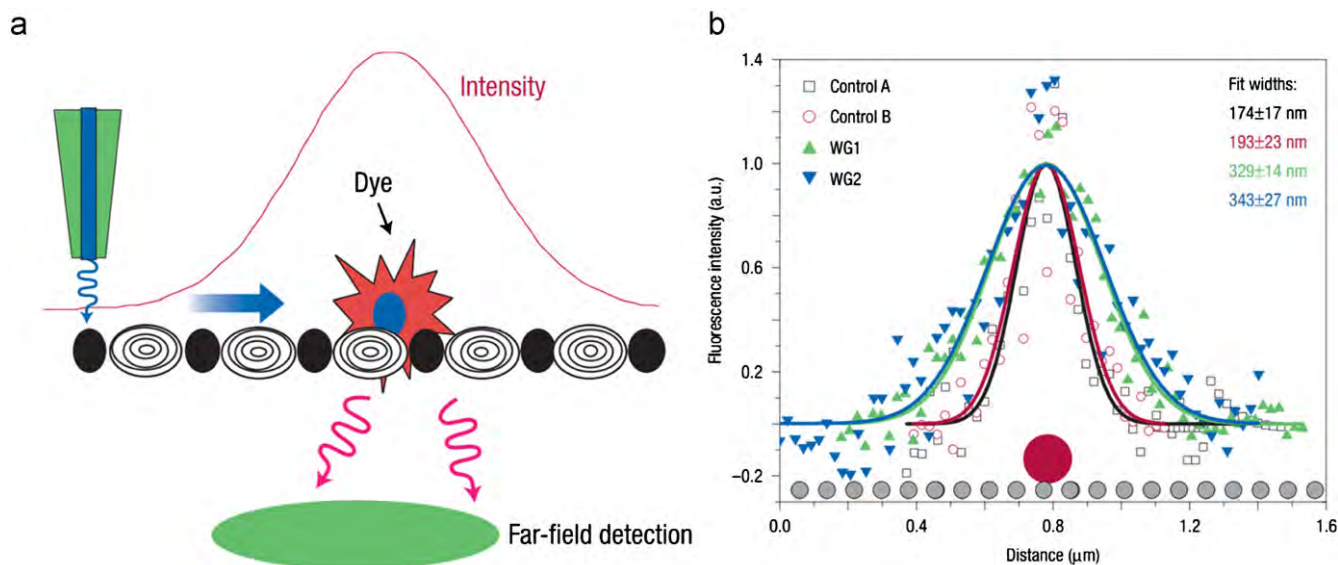 a
Intensity
Dye
Far-field detection
b
Fluorescence intensity (a.u.)
1.4
1.0
0.6
0.2
−0.2
Control A
Control B
WG1
WG2
Fit widths:
174±17 nm
193±23 nm
329±14 nm
343±27 nm
0.0 0.4 0.8 1.2 1.6
Distance (μm)